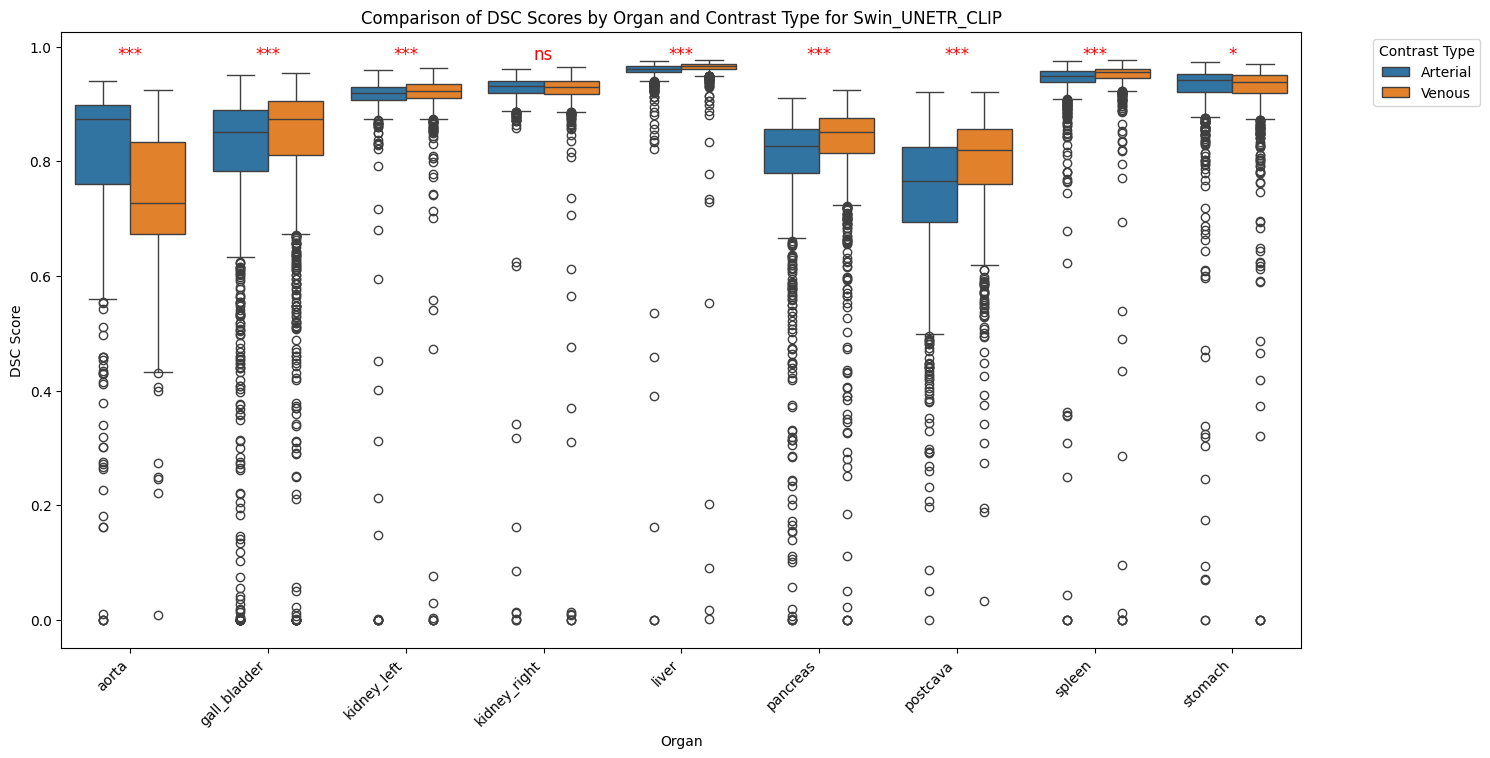 Comparison of DSC Scores by Organ and Contrast Type for Swin_UNETR_CLIP
*** *** *** ns *** *** *** *** *
Contrast Type
Arterial
Venous
DSC Score
1.0
0.8
0.6
0.4
0.2
0.0
aorta gall_bladder kidney_left kidney_right liver pancreas postcava spleen stomach
Organ